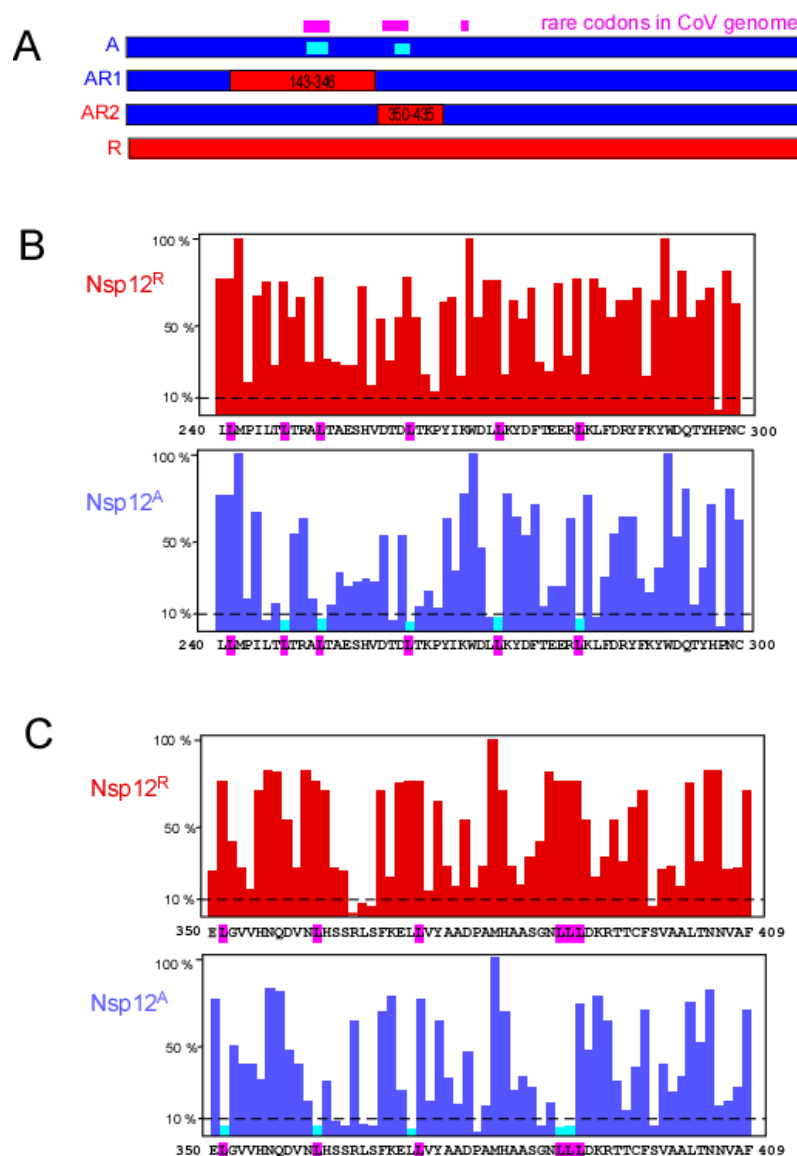 rare codons in CoV genome
A
A
AR1
143-346
AR2
350-435
R
B
100 %
Nsp12R
50 %
10 %
240 LLMPILTLTRALTAESHVDTDLTKPYIKWDLLKYDFTEERLKLFDRYFKYWDQTYHPNC 300
100 %
Nsp12A
50 %
10 %
240 LLMPILTLTRALTAESHVDTDLTKPYIKWDLLKYDFTEERLKLFDRYFKYWDQTYHPNC 300
C
100 %
Nsp12R
50 %
10 %
350 ELGVVHNQDVNLHSSRLSFKELLVYAADPAMHAASGNLLLDKRTTCFSVAALTNNVAF 409
100 %
Nsp12A
50 %
10 %
350 ELGVVHNQDVNLHSSRLSFKELLVYAADPAMHAASGNLLLDKRTTCFSVAALTNNVAF 409